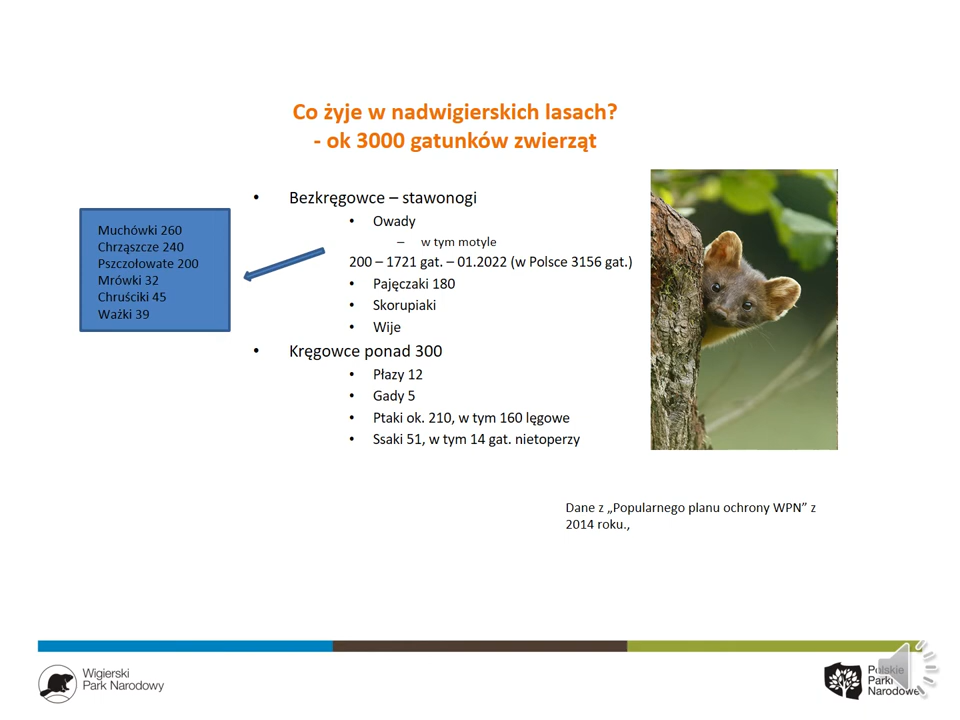 Co żyje w nadwigierskich lasach?
- ok 3000 gatunków zwierząt
• Bezkręgowce – stawonogi
• Owady
– w tym motyle
200 – 1721 gat. – 01.2022 (w Polsce 3156 gat.)
• Pajęczaki 180
• Skorupiaki
• Wije
• Kręgowce ponad 300
• Płazy 12
• Gady 5
• Ptaki ok. 210, w tym 160 lęgowe
• Ssaki 51, w tym 14 gat. nietoperzy
Muchówki 260
Chrząszcze 240
Pszczołowate 200
Mrówki 32
Chruściki 45
Ważki 39
Dane z „Popularnego planu ochrony WPN” z
2014 roku.,
Wigierski
Park Narodowy
Polskie
Parki
Narodowe